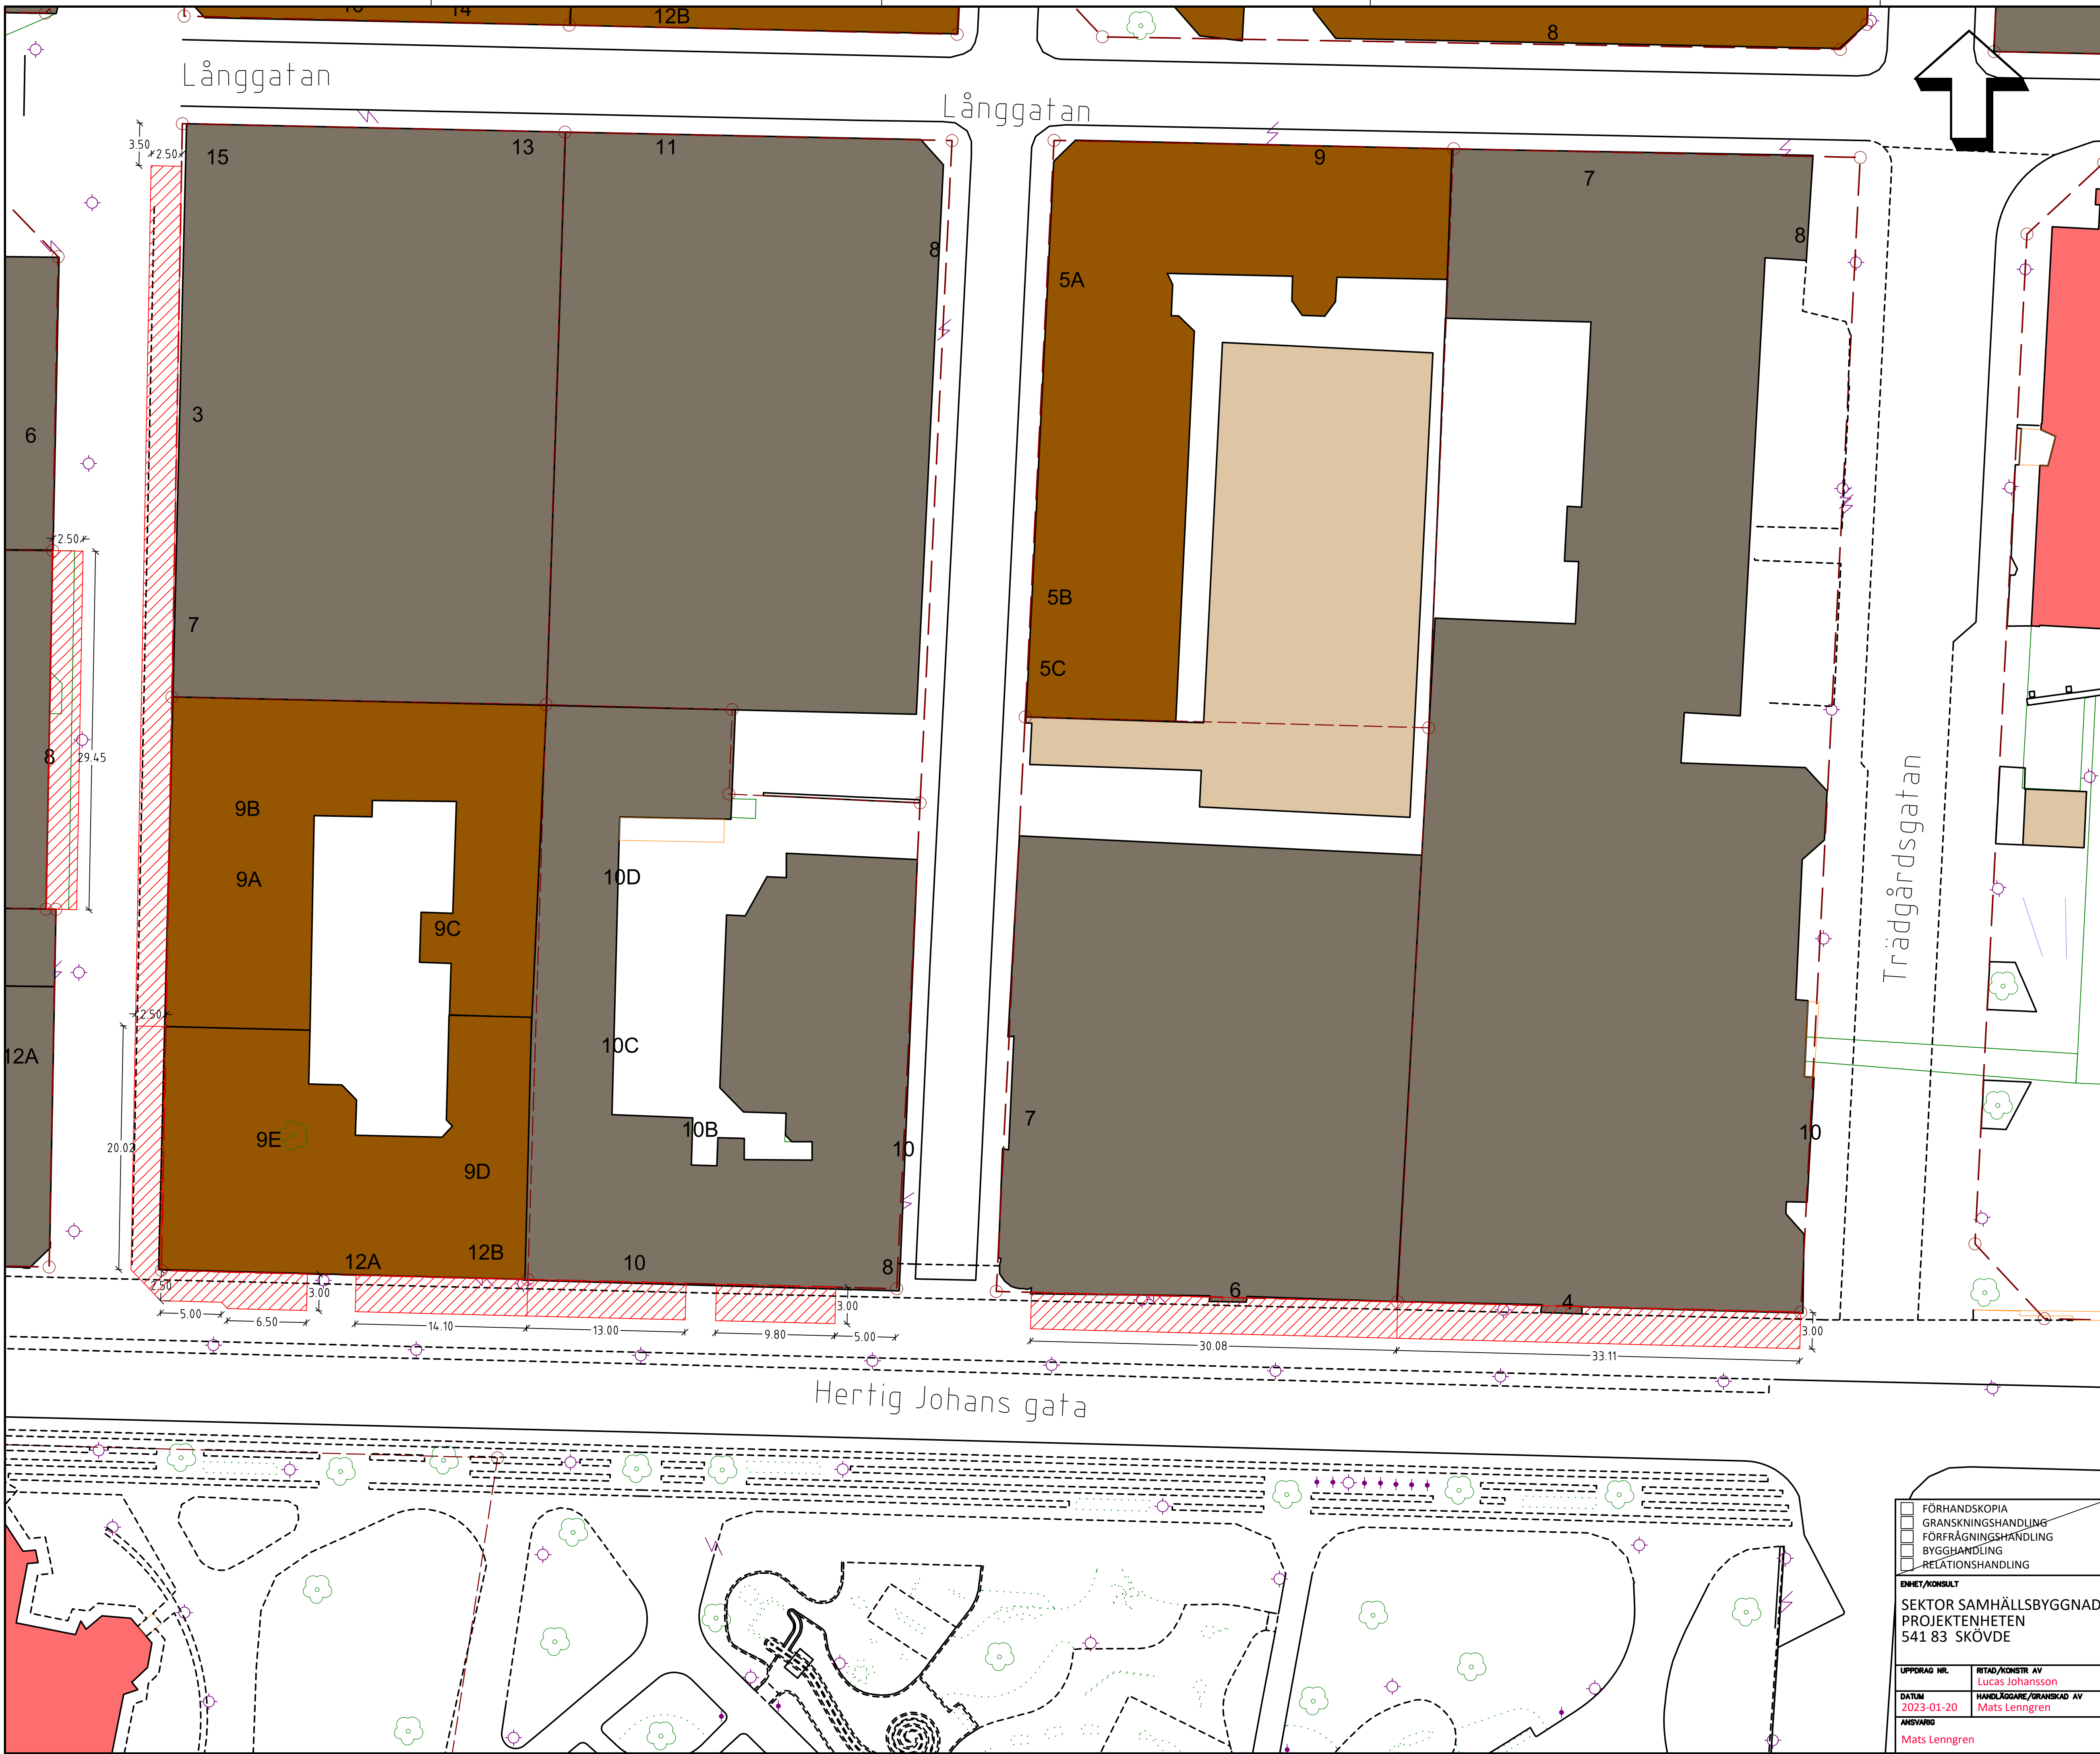 14
12B
8
Långgatan
Långgatan
3.50
2.50
15
13
11
9
7
8
8
5A
3
6
2.50
7
5B
5C
8
29.45
9B
9A
10D
9C
Trädgårdsgatan
2.50
12A
10C
20.02
9E
10B
7
10
10
9D
12A
12B
10
8
6
4
2.50
3.00
3.00
3.00
5.00
6.50
14.10
13.00
9.80
5.00
30.08
33.11
Hertig Johans gata
FÖRHANDSKOPIA
GRANSKNINGSHANDLING
FÖRFRÅGNINGSHANDLING
BYGGHANDLING
RELATIONSHANDLING
ENHET/KONSULT
SEKTOR SAMHÄLLSBYGGNAD
PROJEKTENHETEN
541 83 SKÖVDE
UPPDRAG NR.
RITAD/KONSTR AV
Lucas Johansson
DATUM
HANDLÄGGARE/GRANSKAD AV
2023-01-20
Mats Lenngren
ANSVARIG
Mats Lenngren